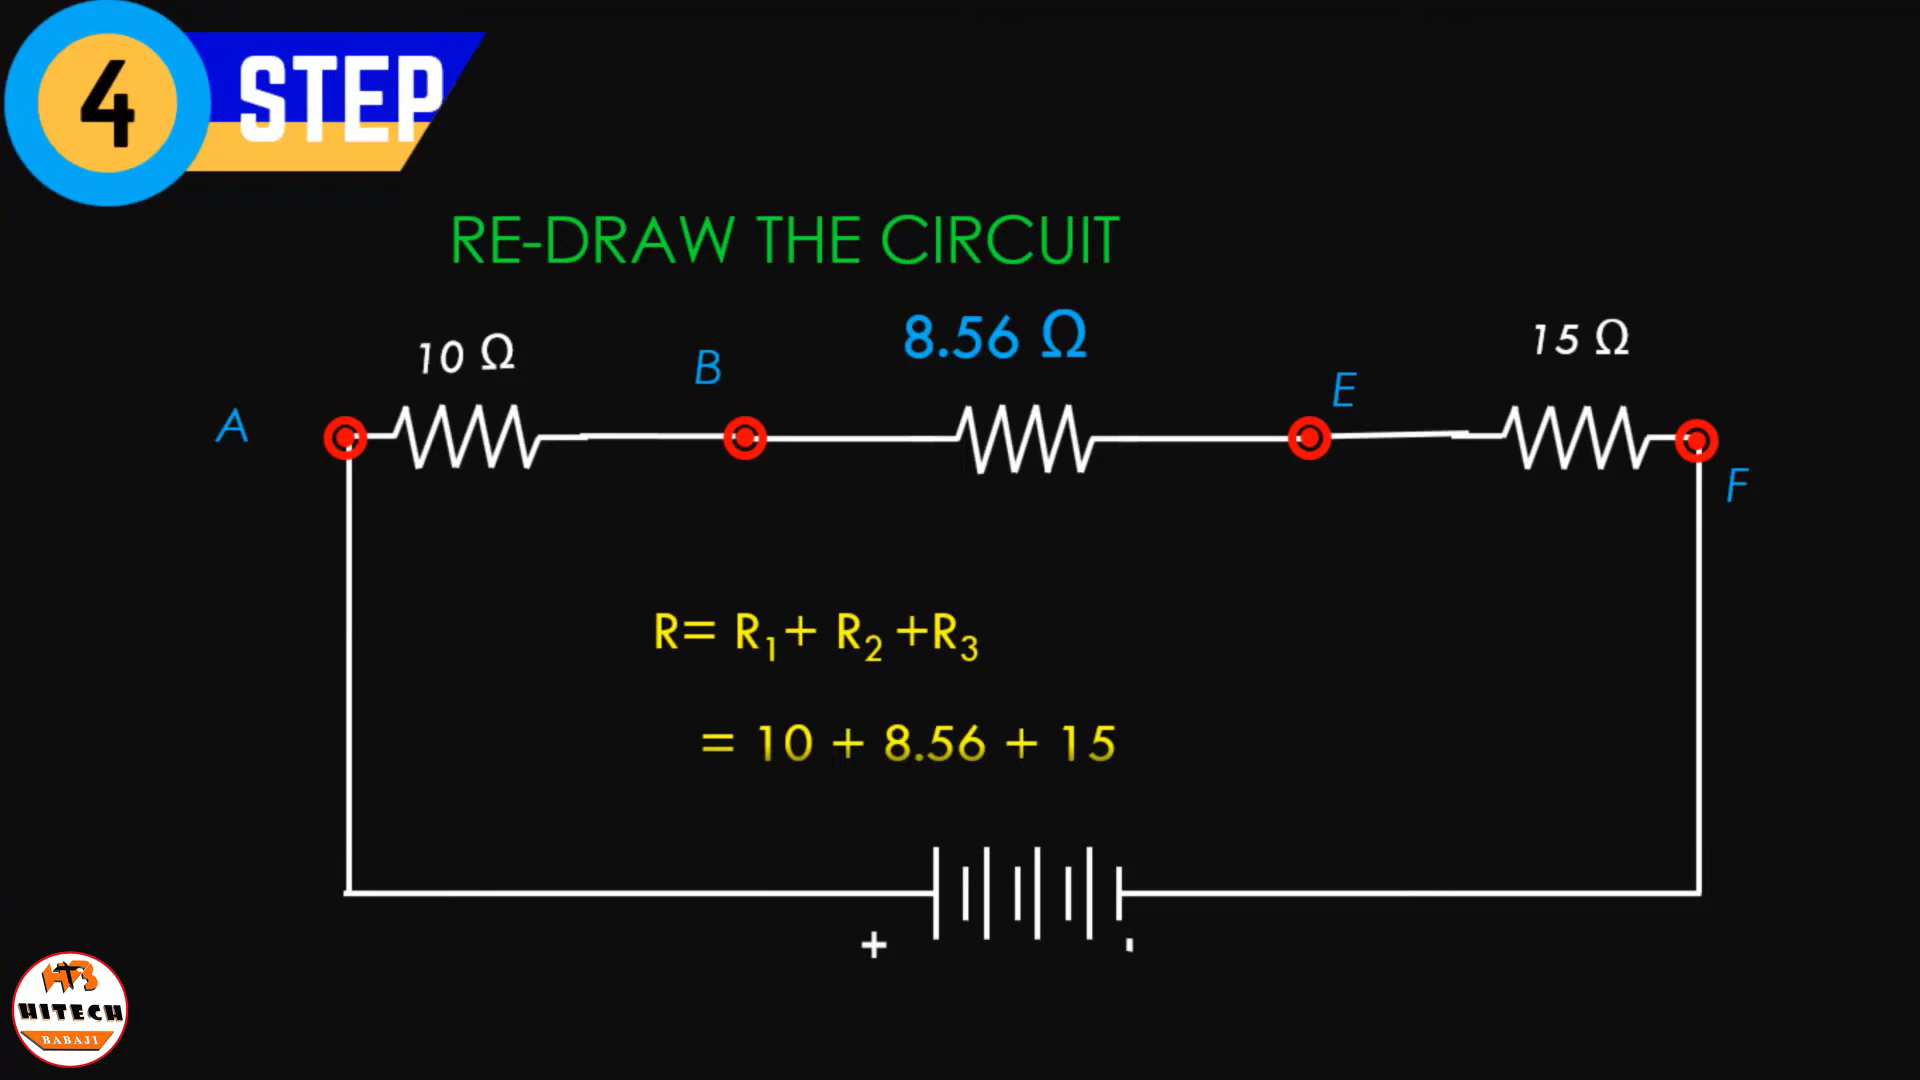 4
STEP
RE-DRAW THE CIRCUIT
10 Ω
B
8.56 Ω
E
15 Ω
A
F
R= R₁+ R₂ +R₃
= 10 + 8.56 + 15
+
HTB
HITECH
BABAJI